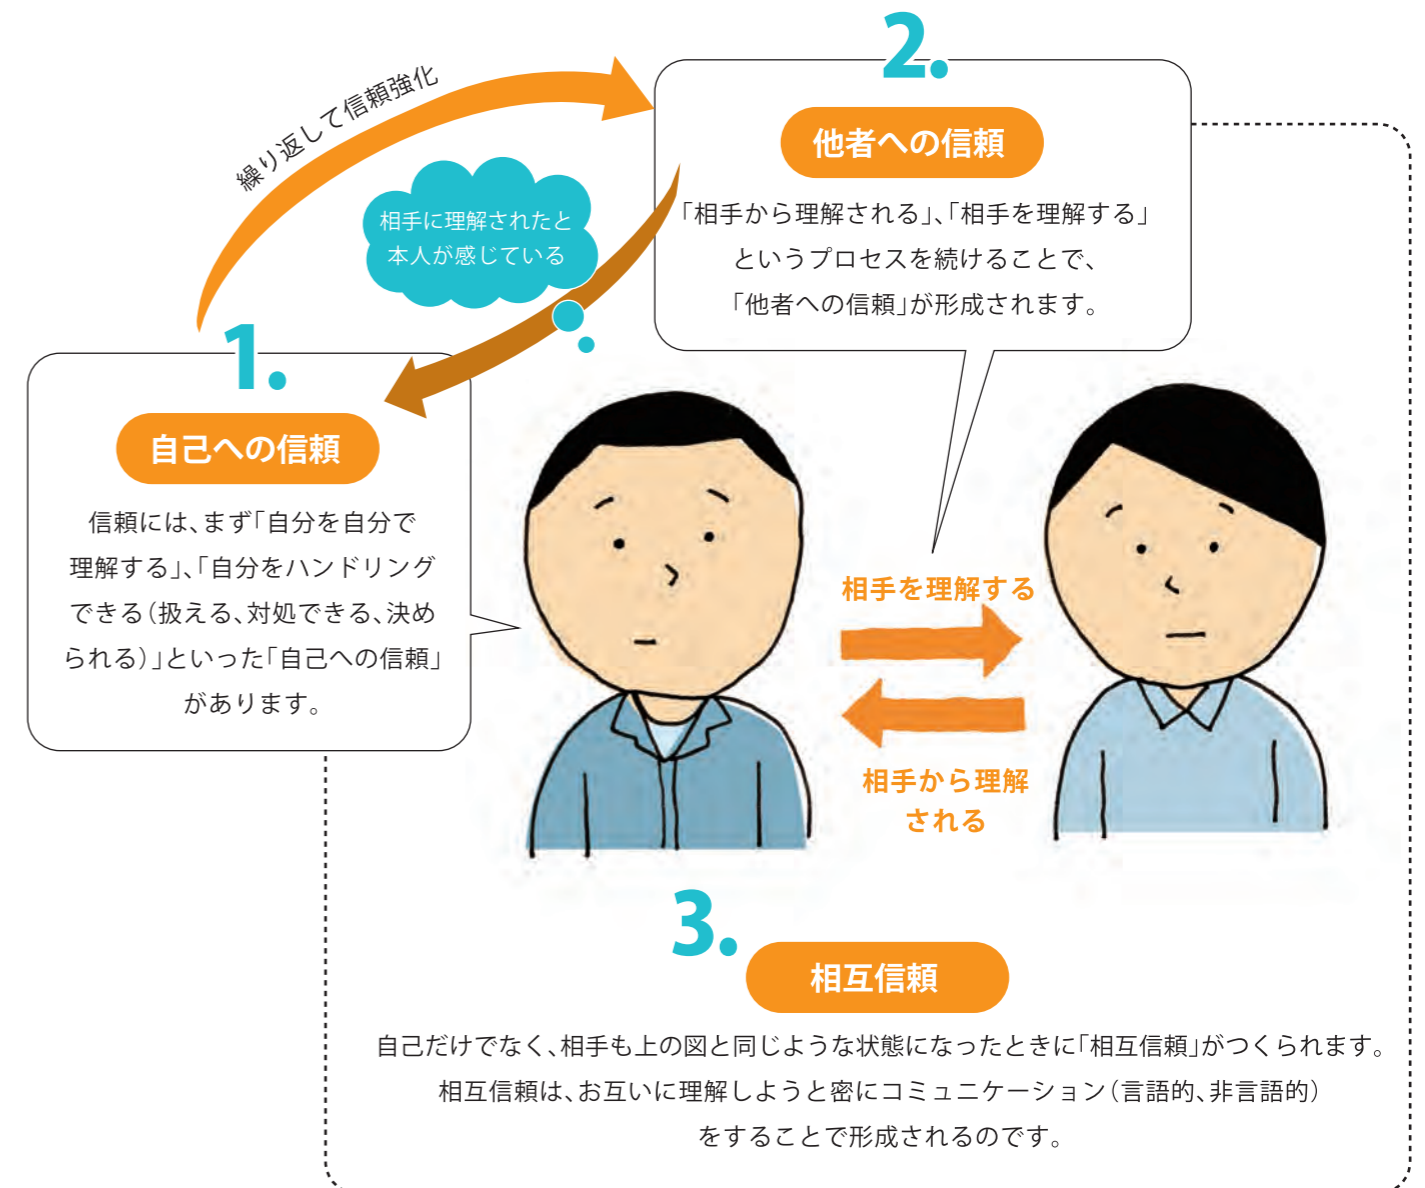 繰り返して信頼強化
2.
他者への信頼
「相手から理解される」、「相手を理解する」
というプロセスを続けることで、
「他者への信頼」が形成されます。
相手に理解されたと
本人が感じている
1.
自己への信頼
信頼には、まず「自分を自分で
理解する」、「自分をハンドリング
できる(扱える、対処できる、決め
られる)」といった「自己への信頼」
があります。
相手を理解する
相手から理解
される
3.
相互信頼
自己だけでなく、相手も上の図と同じような状態になったときに「相互信頼」がつくられます。
相互信頼は、お互いに理解しようと密にコミュニケーション(言語的、非言語的)
をすることで形成されるのです。